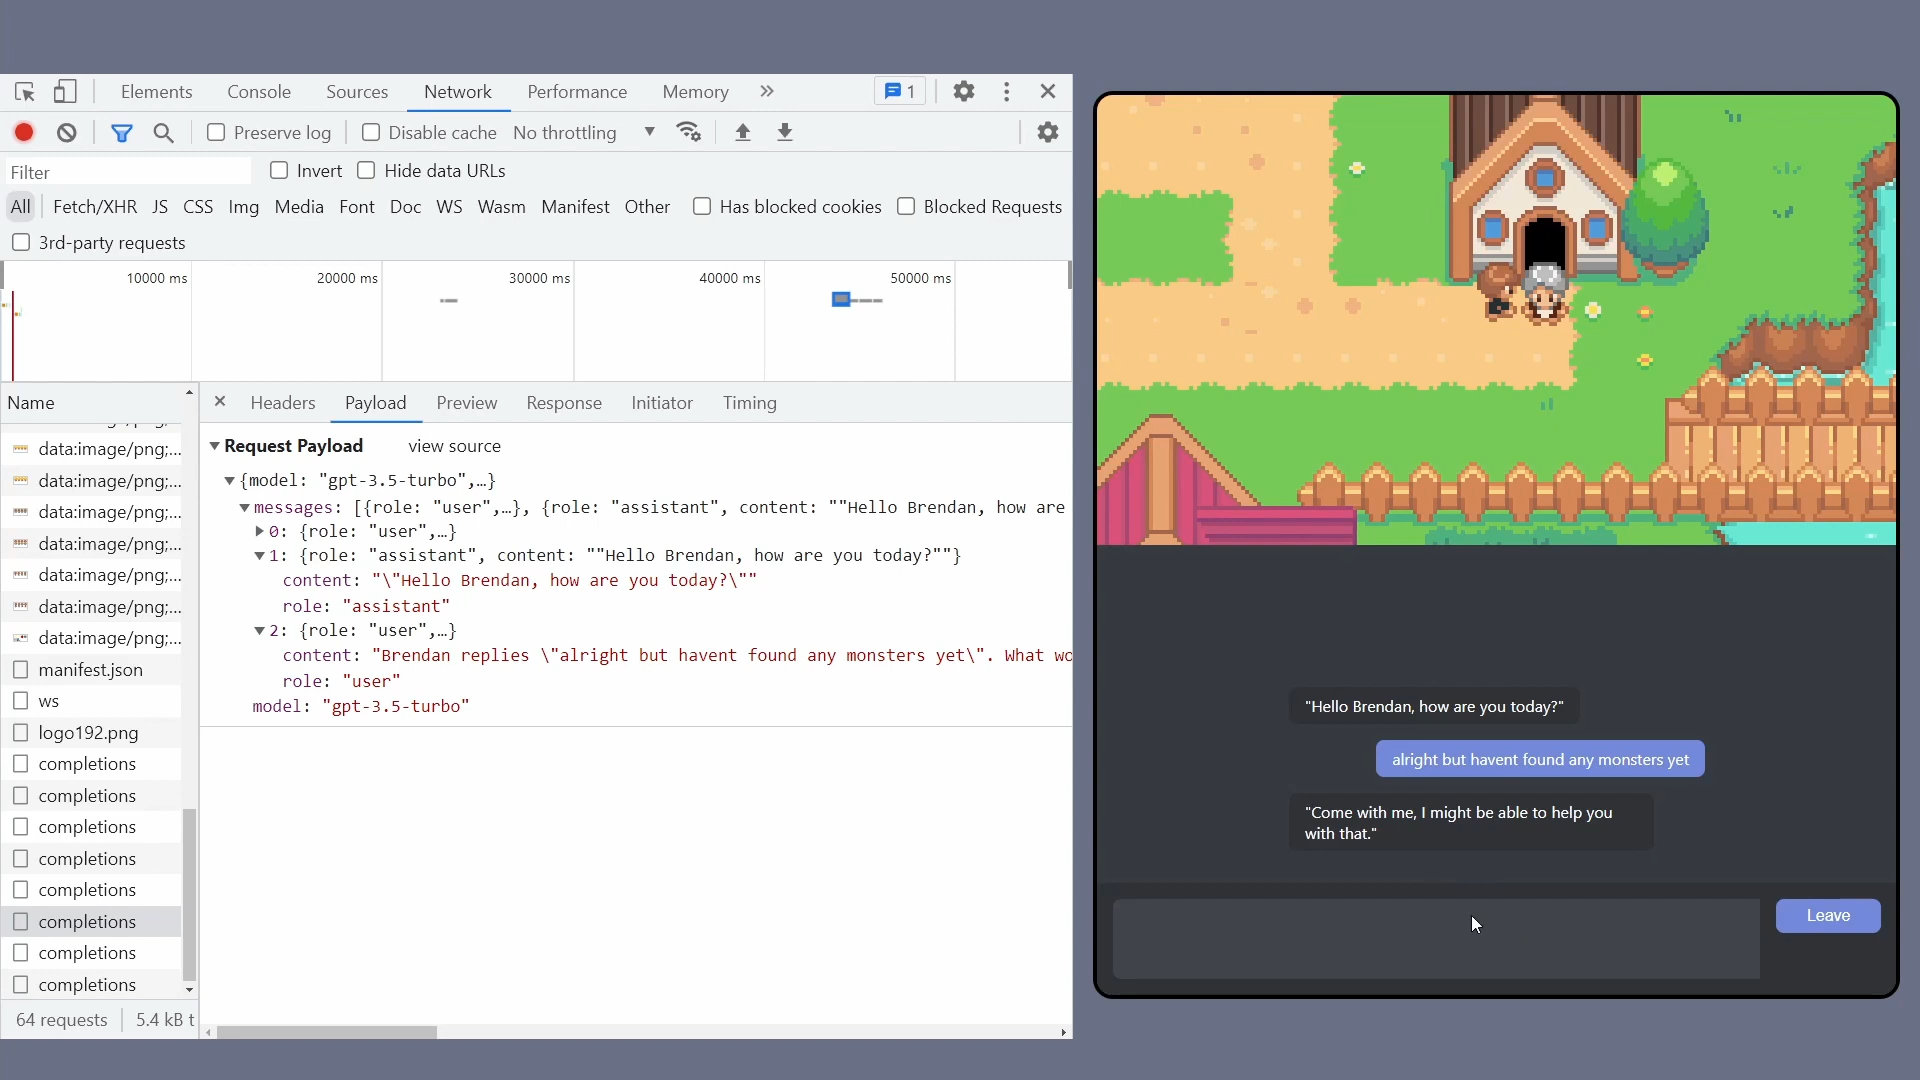 Elements Console Sources Network Performance Memory » 1
Preserve log Disable cache No throttling
Filter Invert Hide data URLs
All Fetch/XHR JS CSS Img Media Font Doc WS Wasm Manifest Other Has blocked cookies Blocked Requests
3rd-party requests
10000 ms 20000 ms 30000 ms 40000 ms 50000 ms
Name
data:image/png;...
data:image/png;...
data:image/png;...
data:image/png;...
data:image/png;...
data:image/png;...
data:image/png;...
manifest.json
ws
logo192.png
completions
completions
completions
completions
completions
completions
completions
completions
64 requests 5.4 kB t
Headers Payload Preview Response Initiator Timing
Request Payload view source
{model: "gpt-3.5-turbo",…}
messages: [{role: "user",…}, {role: "assistant", content: ""Hello Brendan, how are
0: {role: "user",…}
1: {role: "assistant", content: ""Hello Brendan, how are you today?""}
content: "\"Hello Brendan, how are you today?\""
role: "assistant"
2: {role: "user",…}
content: "Brendan replies \"alright but havent found any monsters yet\". What wo
role: "user"
model: "gpt-3.5-turbo"
"Hello Brendan, how are you today?"
alright but havent found any monsters yet
"Come with me, I might be able to help you
with that."
Leave